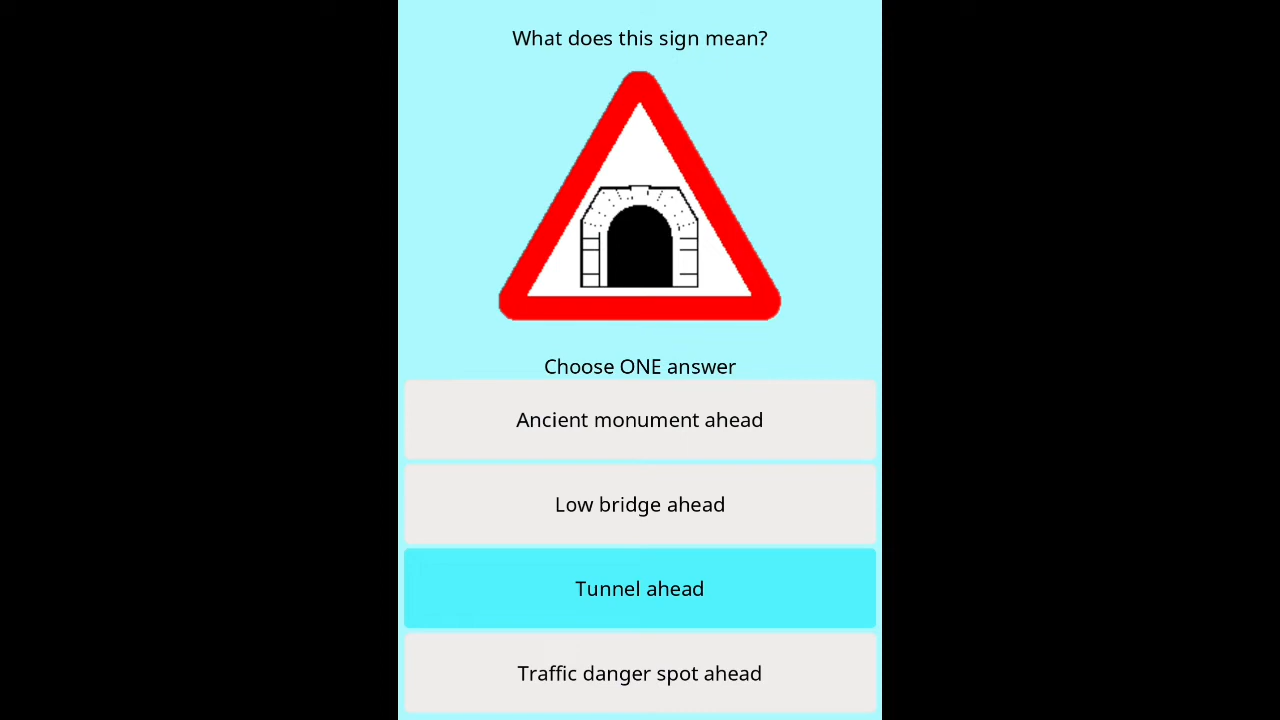 What does this sign mean?
Choose ONE answer
Ancient monument ahead
Low bridge ahead
Tunnel ahead
Traffic danger spot ahead